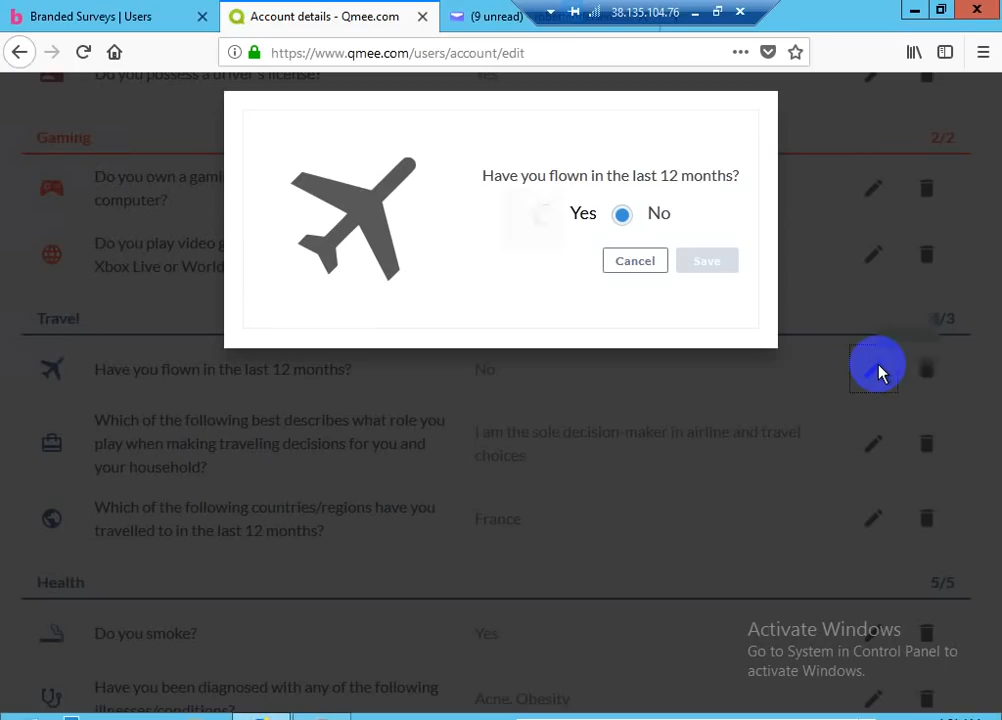 Branded Surveys | Users
Account details - Qmee.com
(9 unread)
38.135.104.76
https://www.qmee.com/users/account/edit
Do you possess a driver's license?
Yes
Gaming
2/2
Do you own a gami
computer?
Do you play video g
Xbox Live or World
Have you flown in the last 12 months?
Yes
No
Cancel
Save
Travel
/3
Have you flown in the last 12 months?
No
Which of the following best describes what role you
play when making traveling decisions for you and
your household?
I am the sole decision-maker in airline and travel
choices
Which of the following countries/regions have you
travelled to in the last 12 months?
France
Health
5/5
Do you smoke?
Yes
Have you been diagnosed with any of the following
illnesses/conditions?
Acne, Obesity
Activate Windows
Go to System in Control Panel to
activate Windows.